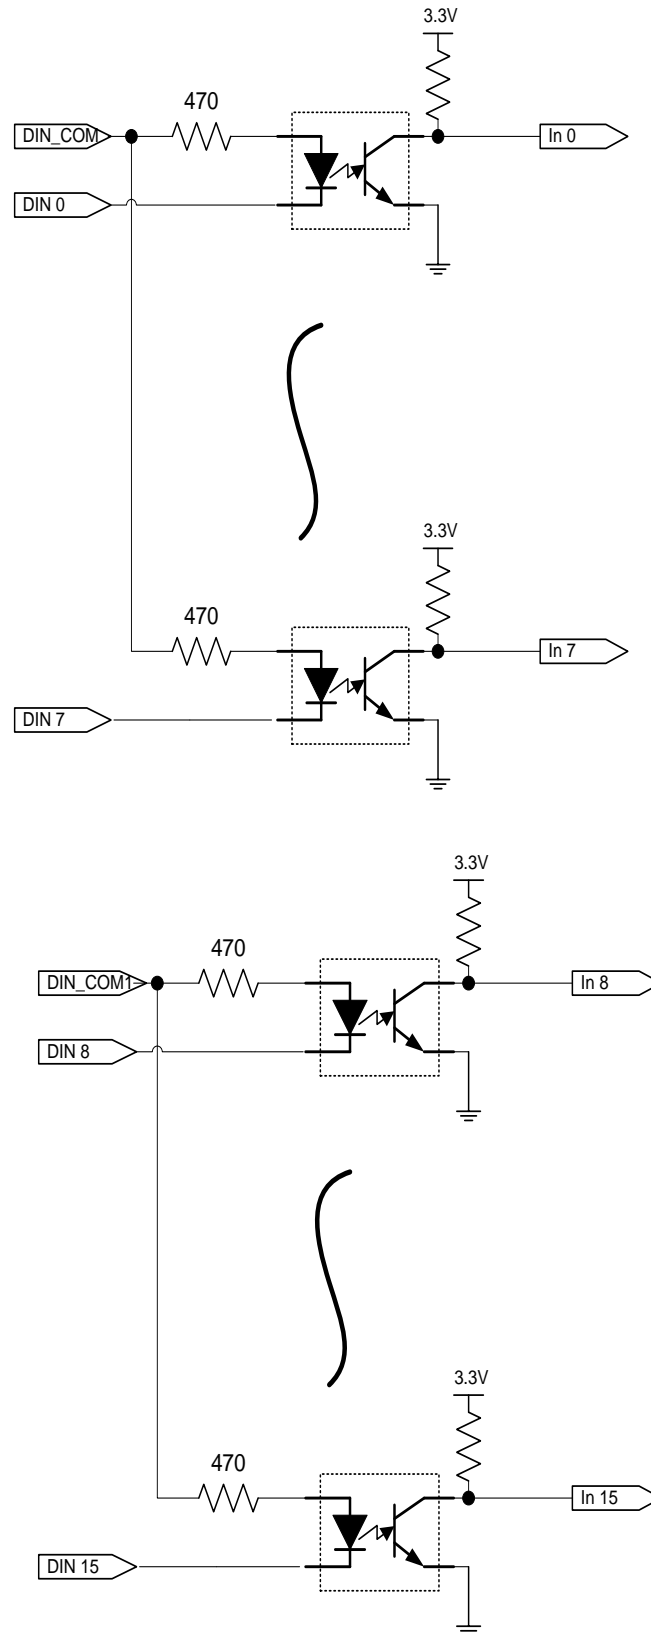 3.3V
470
DIN_COM
In 0
DIN 0
3.3V
470
In 7
DIN 7
3.3V
470
DIN_COM1
In 8
DIN 8
3.3V
470
In 15
DIN 15